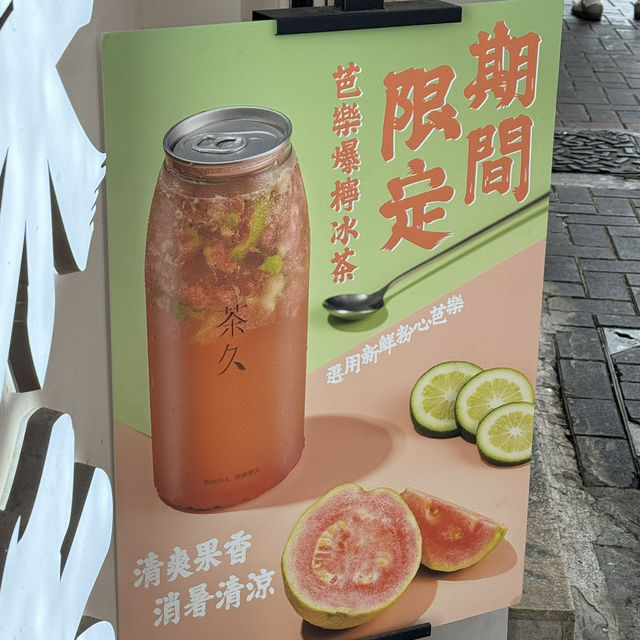 期間
限定
芭樂爆檸冰茶
茶久
選用新鮮粉心芭樂
清爽果香
消暑清涼